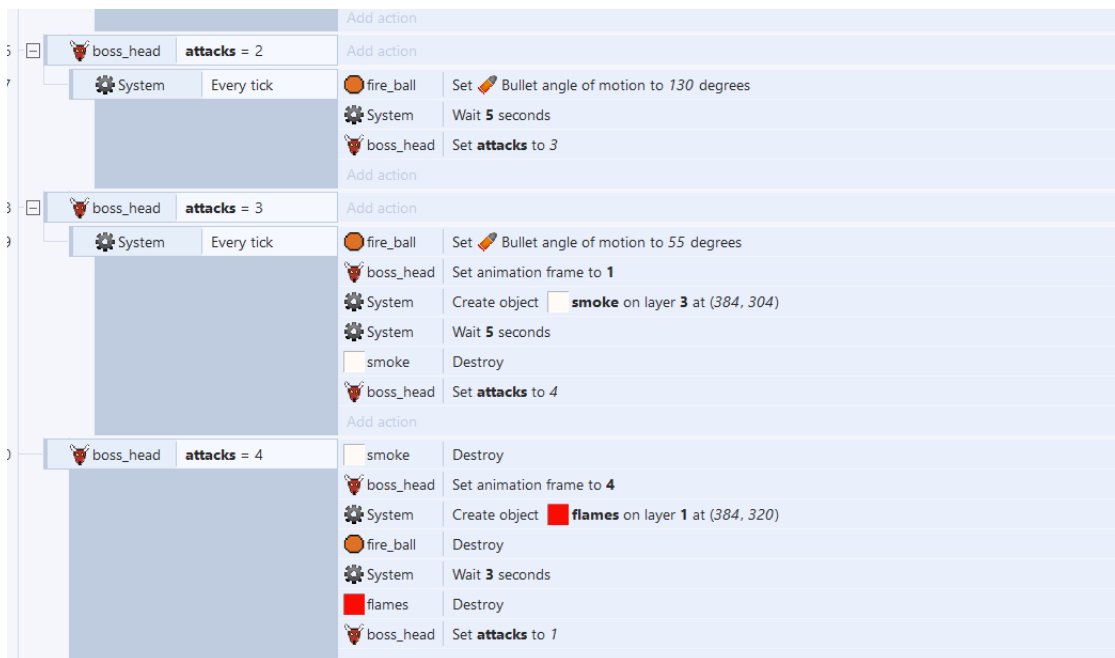 Add action
boss_head attacks = 2 Add action
System Every tick fire_ball Set Bullet angle of motion to 130 degrees
System Wait 5 seconds
boss_head Set attacks to 3
Add action
boss_head attacks = 3 Add action
System Every tick fire_ball Set Bullet angle of motion to 55 degrees
boss_head Set animation frame to 1
System Create object smoke on layer 3 at (384, 304)
System Wait 5 seconds
smoke Destroy
boss_head Set attacks to 4
Add action
boss_head attacks = 4 smoke Destroy
boss_head Set animation frame to 4
System Create object flames on layer 1 at (384, 320)
fire_ball Destroy
System Wait 3 seconds
flames Destroy
boss_head Set attacks to 1